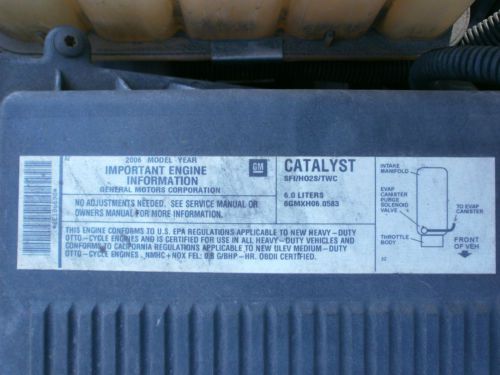 2006 MODEL YEAR
IMPORTANT ENGINE
INFORMATION
GENERAL MOTORS CORPORATION
GM
CATALYST
SFI/HO2S/TWC
6.0 LITERS
6GMXH06.0583
NO ADJUSTMENTS NEEDED. SEE SERVICE MANUAL OR
OWNERS MANUAL FOR MORE INFORMATION
THIS ENGINE CONFORMS TO U.S. EPA REGULATIONS APPLICABLE TO NEW HEAVY-DUTY
OTTO-CYCLE ENGINES AND IS CERTIFIED FOR USE IN ALL HEAVY-DUTY VEHICLES AND
CONFORMS TO CALIFORNIA REGULATIONS APPLICABLE TO NEW ULEV MEDIUM-DUTY
OTTO-CYCLE ENGINES. NMHC+NOX FEL: 0.8 G/BHP-HR. OBDII CERTIFIED.
INTAKE
MANIFOLD
EVAP
CANISTER
PURGE
SOLENOID
VALVE
TO EVAP
CANISTER
THROTTLE
BODY
FRONT
OF VEH